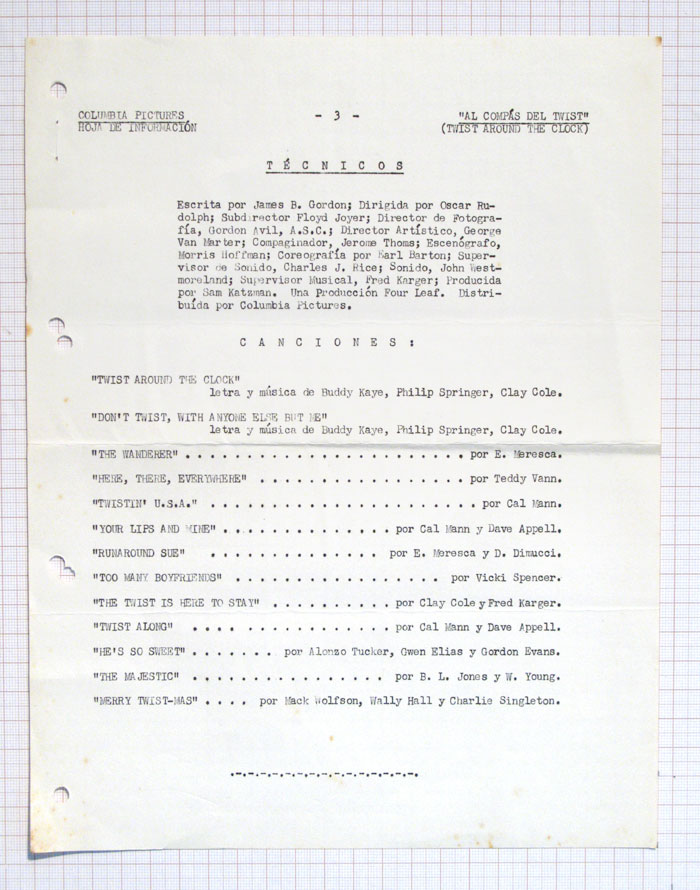 COLUMBIA PICTURES - 3 - "AL COMPÁS DEL TWIST"
HOJA DE INFORMACIÓN (TWIST AROUND THE CLOCK)
TÉCNICOS
Escrita por James B. Gordon; Dirigida por Oscar Ru-
dolph; Subdirector Floyd Joyer; Director de Fotogra-
fía, Gordon Avil, A.S.C.; Director Artístico, George
Van Marter; Compaginador, Jerome Thoms; Escenógrafo,
Morris Hoffman; Coreografía por Earl Barton; Super-
visor de Sonido, Charles J. Rice; Sonido, John West-
moreland; Supervisor Musical, Fred Karger; Producida
por Sam Katzman. Una Producción Four Leaf. Distri-
buída por Columbia Pictures.
CANCIONES:
"TWIST AROUND THE CLOCK"
letra y música de Buddy Kaye, Philip Springer, Clay Cole.
"DON'T TWIST, WITH ANYONE ELSE BUT ME"
letra y música de Buddy Kaye, Philip Springer, Clay Cole.
"THE WANDERER" . . . . . . . . . . . . . . . . . . . . . . . . por E. Meresca.
"HERE, THERE, EVERYWHERE" . . . . . . . . . . . . . . . . . . por Teddy Vann.
"TWISTIN' U.S.A." . . . . . . . . . . . . . . . . . . . . . . . por Cal Mann.
"YOUR LIPS AND MINE" . . . . . . . . . . . . . . . por Cal Mann y Dave Appell.
"RUNAROUND SUE" . . . . . . . . . . . . . . . por E. Meresca y D. Dimucci.
"TOO MANY BOYFRIENDS" . . . . . . . . . . . . . . . . . . por Vicki Spencer.
"THE TWIST IS HERE TO STAY" . . . . . . . . . . por Clay Cole y Fred Karger.
"TWIST ALONG" . . . . . . . . . . . . . . . . . por Cal Mann y Dave Appell.
"HE'S SO SWEET" . . . . . . . por Alonzo Tucker, Gwen Elias y Gordon Evans.
"THE MAJESTIC" . . . . . . . . . . . . . . . . . por B. L. Jones y W. Young.
"MERRY TWIST-MAS" . . . . por Mack Wolfson, Wally Hall y Charlie Singleton.
.-.-.-.-.-.-.-.-.-.-.-.-.-.-.